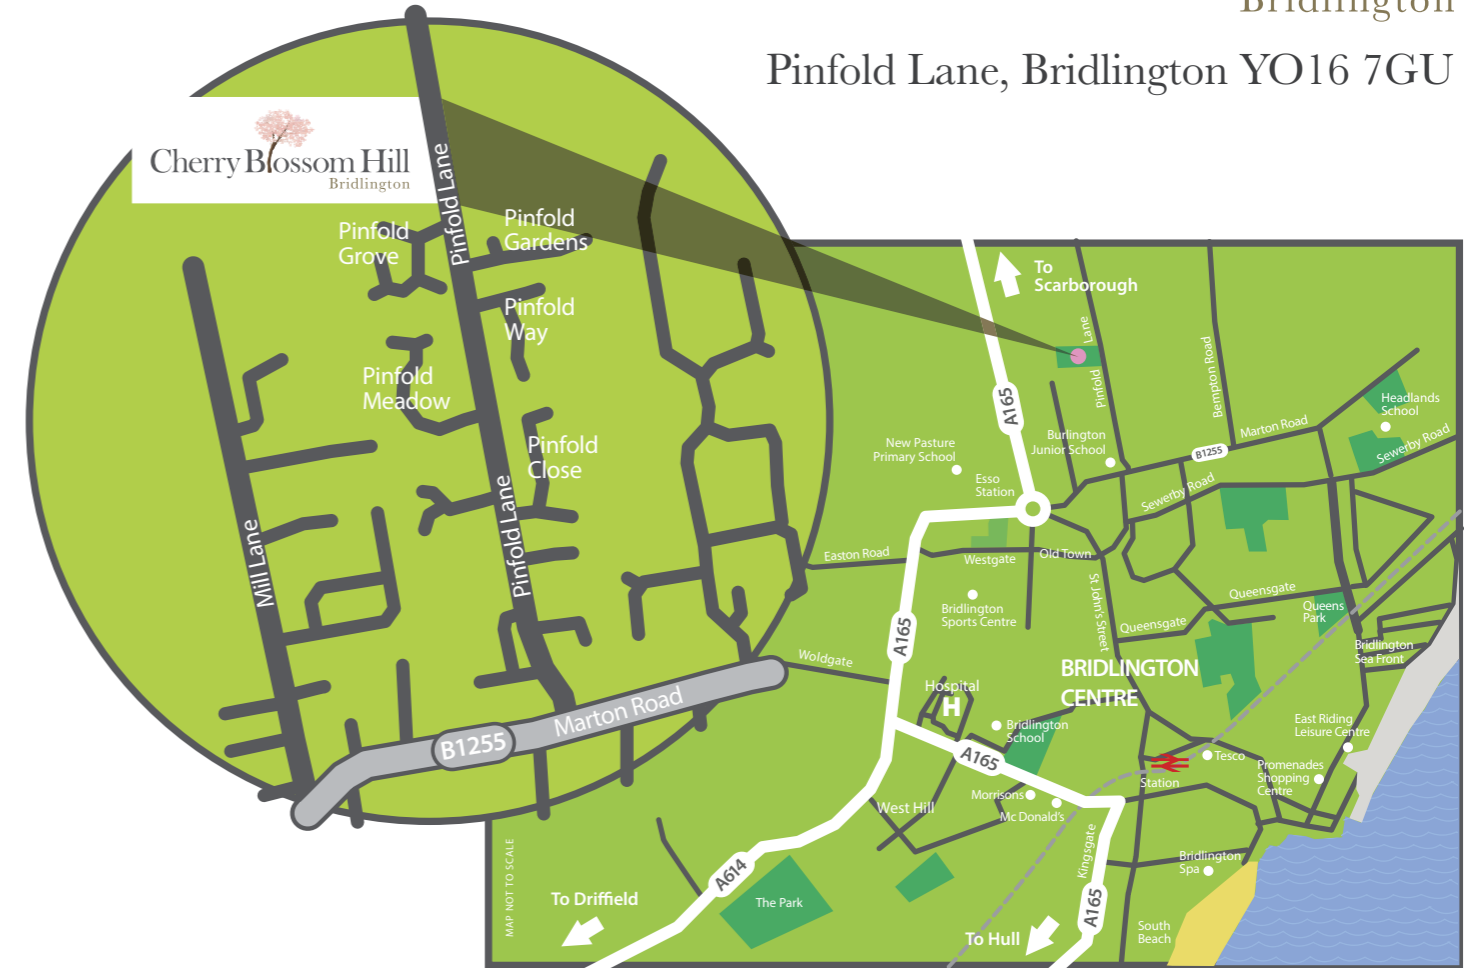 Bridlington
Pinfold Lane, Bridlington YO16 7GU
Cherry Blossom Hill
Bridlington
Pinfold Lane
Pinfold
Grove
Pinfold
Gardens
Pinfold
Way
Pinfold
Meadow
Pinfold
Close
Pinfold Lane
Mill Lane
B1255
Marton Road
To
Scarborough
A165
Pinfold Lane
Bempton Road
Headlands
School
Marton Road
B1255
Sewerby Road
New Pasture
Primary School
Burlington
Junior School
Esso
Station
Sewerby Road
Easton Road
Westgate
Old Town
St John's Street
Bridlington
Sports Centre
Queensgate
Queensgate
Queens
Park
A165
Woldgate
Bridlington
Sea Front
BRIDLINGTON
CENTRE
Hospital
H
Bridlington
School
East Riding
Leisure Centre
A165
Tesco
Station
Promenades
Shopping
Centre
Morrisons
Mc Donald's
West Hill
Kingsgate
Bridlington
Spa
A614
The Park
To Driffield
A165
To Hull
South
Beach
MAP NOT TO SCALE